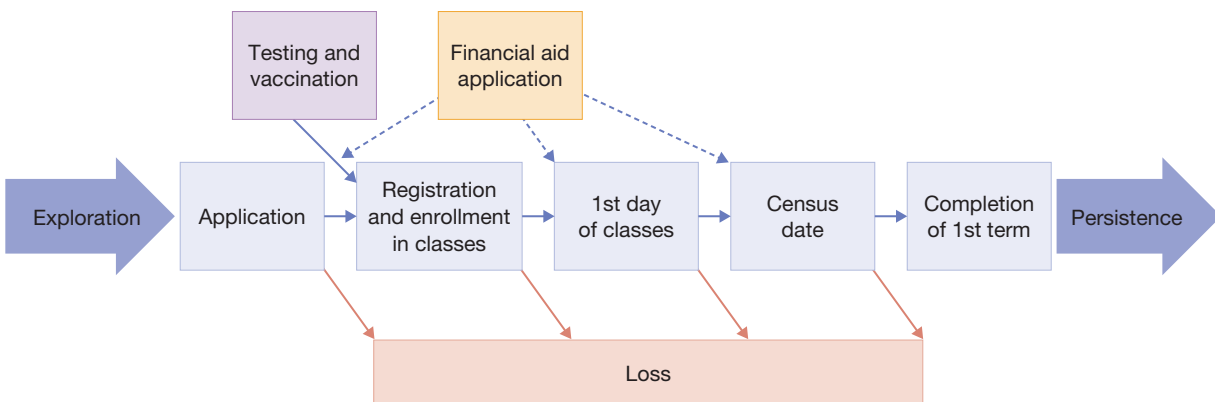 Testing and
vaccination
Financial aid
application
Exploration
Application
Registration
and enrollment
in classes
1st day
of classes
Census
date
Completion
of 1st term
Persistence
Loss